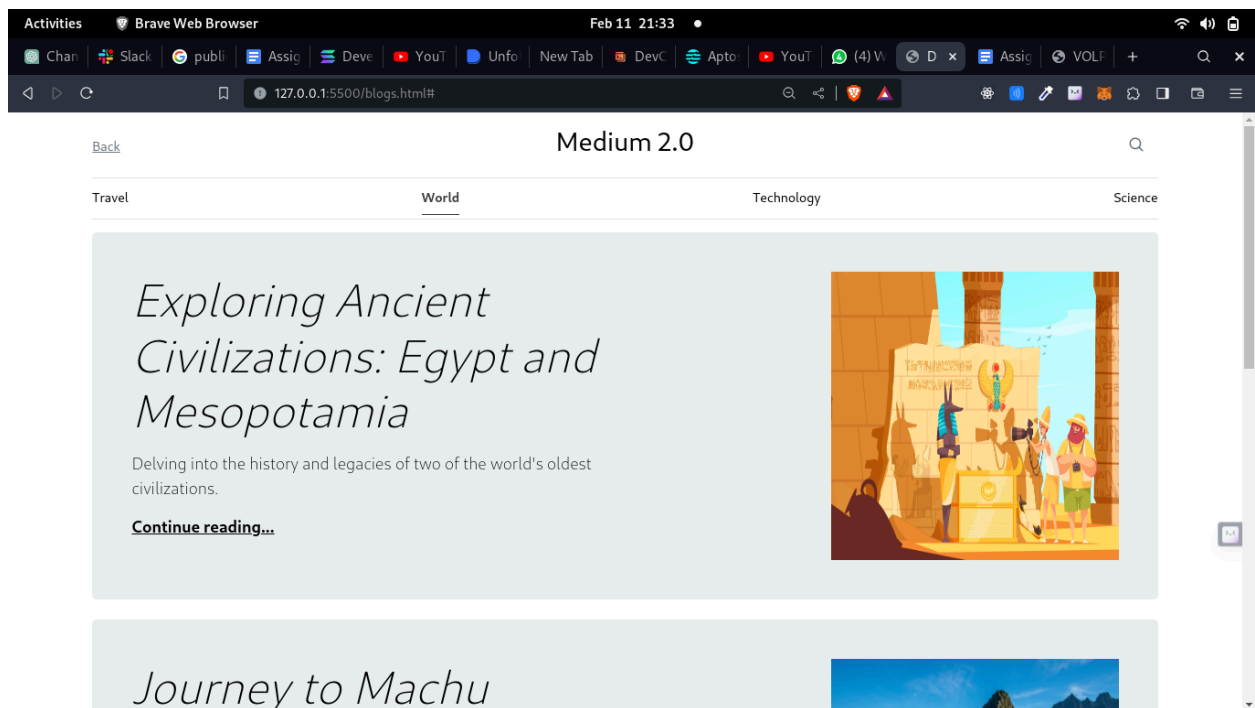 Activities Brave Web Browser Feb 11 21:33
Chan Slack public Assig Deve YouT Unfo New Tab DevC Aptos YouT (4) W D Assig VOLP
127.0.0.1:5500/blogs.html#
Back Medium 2.0
Travel World Technology Science
Exploring Ancient
Civilizations: Egypt and
Mesopotamia
Delving into the history and legacies of two of the world's oldest
civilizations.
Continue reading...
Journey to Machu